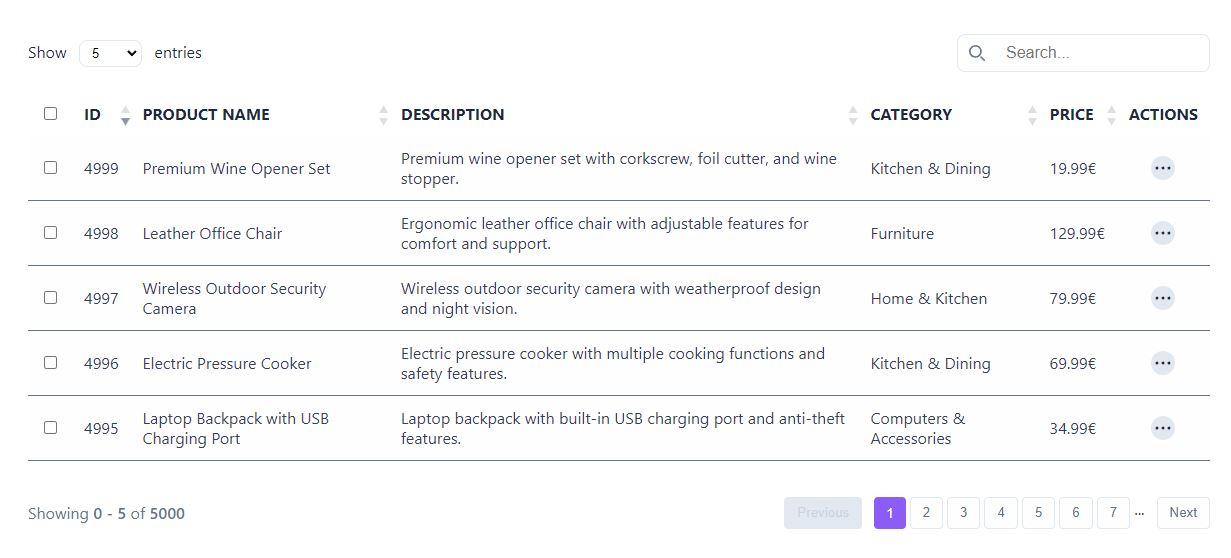 Show 5 entries Search...
ID PRODUCT NAME DESCRIPTION CATEGORY PRICE ACTIONS
4999 Premium Wine Opener Set Premium wine opener set with corkscrew, foil cutter, and wine
stopper. Kitchen & Dining 19.99€
4998 Leather Office Chair Ergonomic leather office chair with adjustable features for
comfort and support. Furniture 129.99€
4997 Wireless Outdoor Security
Camera Wireless outdoor security camera with weatherproof design
and night vision. Home & Kitchen 79.99€
4996 Electric Pressure Cooker Electric pressure cooker with multiple cooking functions and
safety features. Kitchen & Dining 69.99€
4995 Laptop Backpack with USB
Charging Port Laptop backpack with built-in USB charging port and anti-theft
features. Computers &
Accessories 34.99€
Showing 0 - 5 of 5000 Previous 1 2 3 4 5 6 7 ... Next